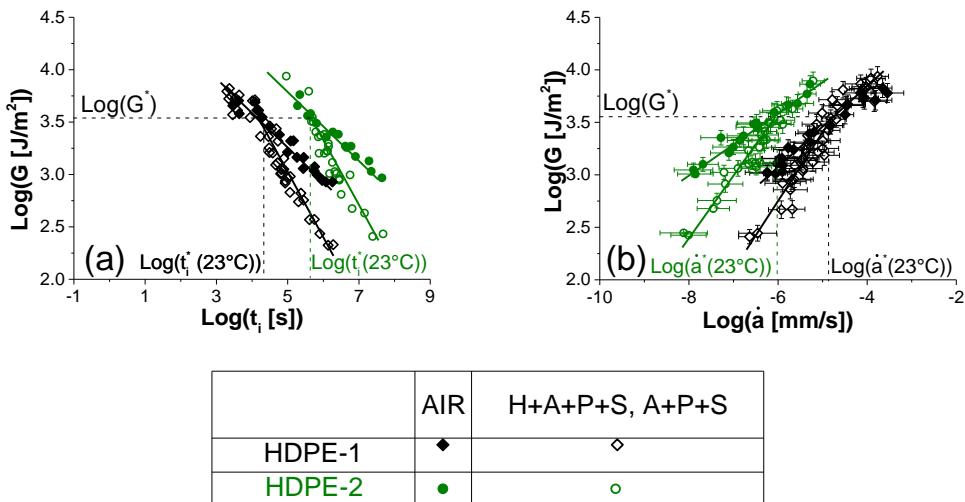 4.5
4.0
3.5
3.0
2.5
2.0
Log(G [J/m²])
Log(G*)
(a)
Log(tᵢ* (23°C))
Log(tᵢ* (23°C))
-1
1
3
5
7
9
Log(tᵢ [s])
4.5
4.0
3.5
3.0
2.5
2.0
Log(G [J/m²])
Log(G*)
(b)
Log(ȧ* (23°C))
Log(ȧ* (23°C))
-10
-8
-6
-4
-2
Log(ȧ [mm/s])
AIR H+A+P+S, A+P+S
HDPE-1
HDPE-2